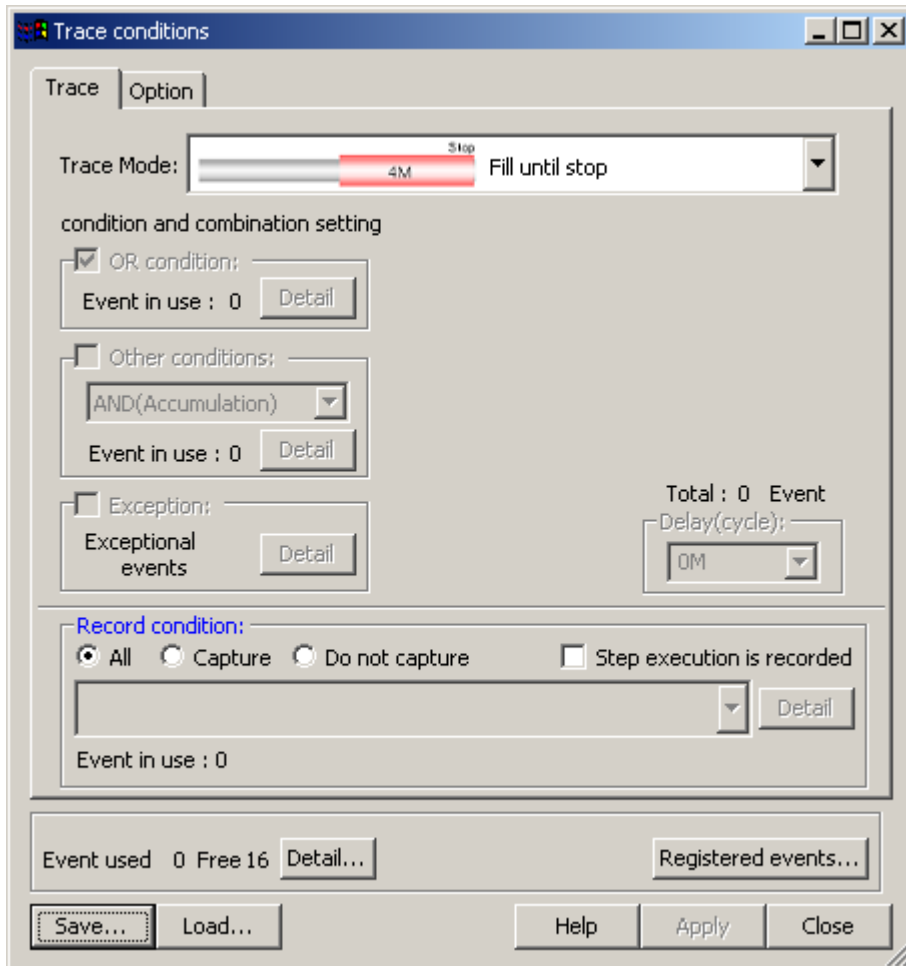 Trace conditions
Trace Option
Stop
Trace Mode: 4M Fill until stop
condition and combination setting
OR condition:
Event in use : 0 Detail
Other conditions:
AND(Accumulation)
Event in use : 0 Detail
Exception:
Exceptional events Detail
Total : 0 Event
Delay(cycle):
0M
Record condition:
All Capture Do not capture Step execution is recorded
Detail
Event in use : 0
Event used 0 Free 16 Detail... Registered events...
Save... Load... Help Apply Close